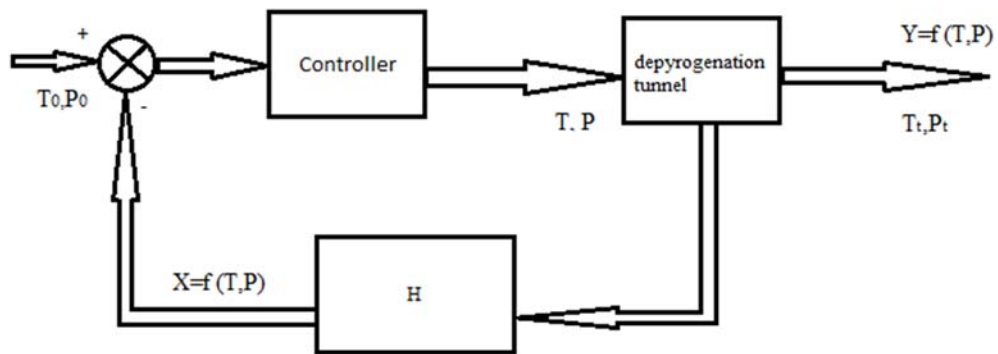 +
T₀,P₀
-
Controller
T, P
depyrogenation
tunnel
Y=f (T,P)
Tₜ,Pₜ
X=f (T,P)
H